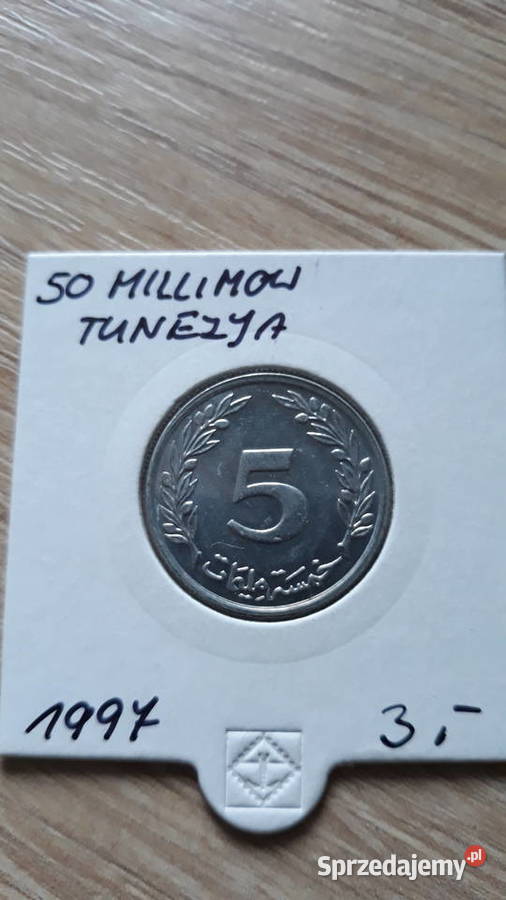 50 MILLIMOW
TUNEZJA
5
خمسة مليمات
1997
3,-
Sprzedajemy.pl